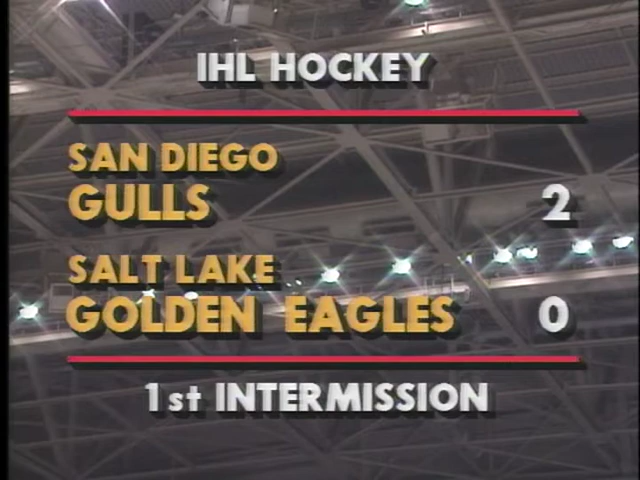 IHL HOCKEY
SAN DIEGO
GULLS 2
SALT LAKE
GOLDEN EAGLES 0
1st INTERMISSION